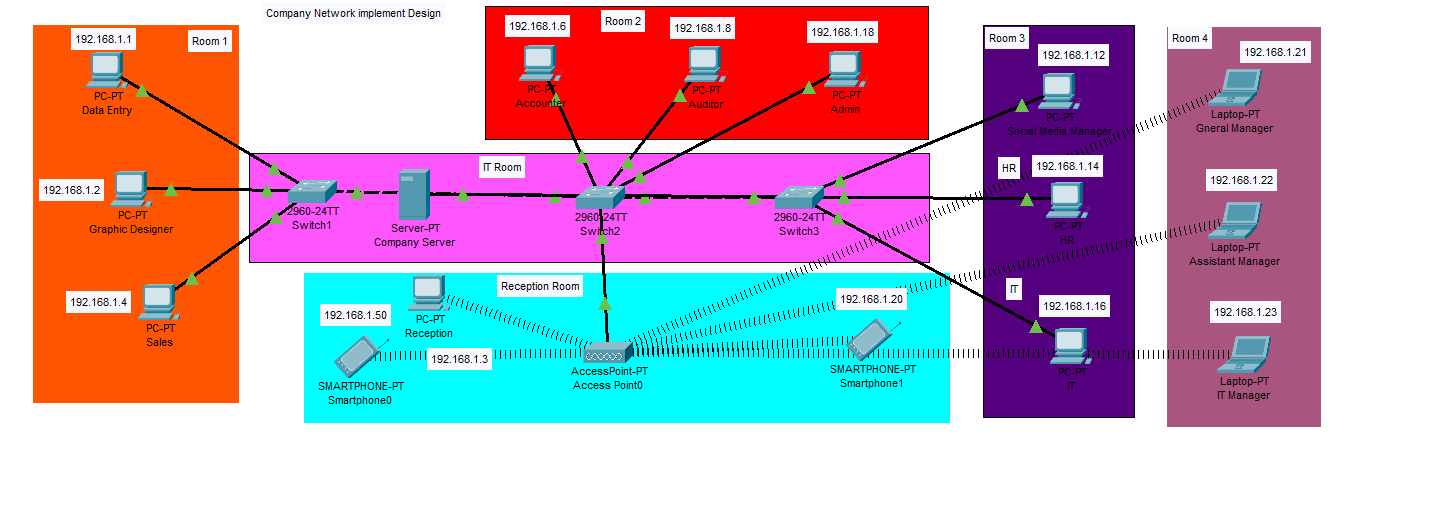 Company Network implement Design
Room 1
192.168.1.1
PC-PT
Data Entry
192.168.1.2
PC-PT
Graphic Designer
192.168.1.4
PC-PT
Sales
Room 2
192.168.1.6
PC-PT
Accounter
192.168.1.8
PC-PT
Auditor
192.168.1.18
PC-PT
Admin
IT Room
2960-24TT
Switch1
Server-PT
Company Server
2960-24TT
Switch2
2960-24TT
Switch3
Reception Room
PC-PT
Reception
192.168.1.50
SMARTPHONE-PT
Smartphone0
192.168.1.3
AccessPoint-PT
Access Point0
192.168.1.20
SMARTPHONE-PT
Smartphone1
Room 3
192.168.1.12
PC-PT
Social Media Manager
HR
192.168.1.14
PC-PT
HR
IT
192.168.1.16
PC-PT
IT
Room 4
192.168.1.21
Laptop-PT
Gneral Manager
192.168.1.22
Laptop-PT
Assistant Manager
192.168.1.23
Laptop-PT
IT Manager